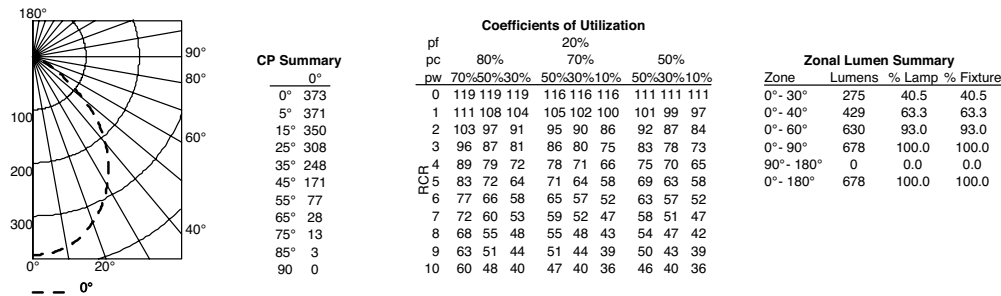 180°
90°
80°
60°
40°
20°
0°
100
200
300
0°
CP Summary
0°
0° 373
5° 371
15° 350
25° 308
35° 248
45° 171
55° 77
65° 28
75° 13
85° 3
90 0
Coefficients of Utilization
pf 20%
pc 80% 70% 50%
pw 70%50%30% 50%30%10% 50%30%10%
RCR
0 119 119 119 116 116 116 111 111 111
1 111 108 104 105 102 100 101 99 97
2 103 97 91 95 90 86 92 87 84
3 96 87 81 86 80 75 83 78 73
4 89 79 72 78 71 66 75 70 65
5 83 72 64 71 64 58 69 63 58
6 77 66 58 65 57 52 63 57 52
7 72 60 53 59 52 47 58 51 47
8 68 55 48 55 48 43 54 47 42
9 63 51 44 51 44 39 50 43 39
10 60 48 40 47 40 36 46 40 36
Zonal Lumen Summary
Zone Lumens % Lamp % Fixture
0°- 30° 275 40.5 40.5
0°- 40° 429 63.3 63.3
0°- 60° 630 93.0 93.0
0°- 90° 678 100.0 100.0
90°- 180° 0 0.0 0.0
0°- 180° 678 100.0 100.0